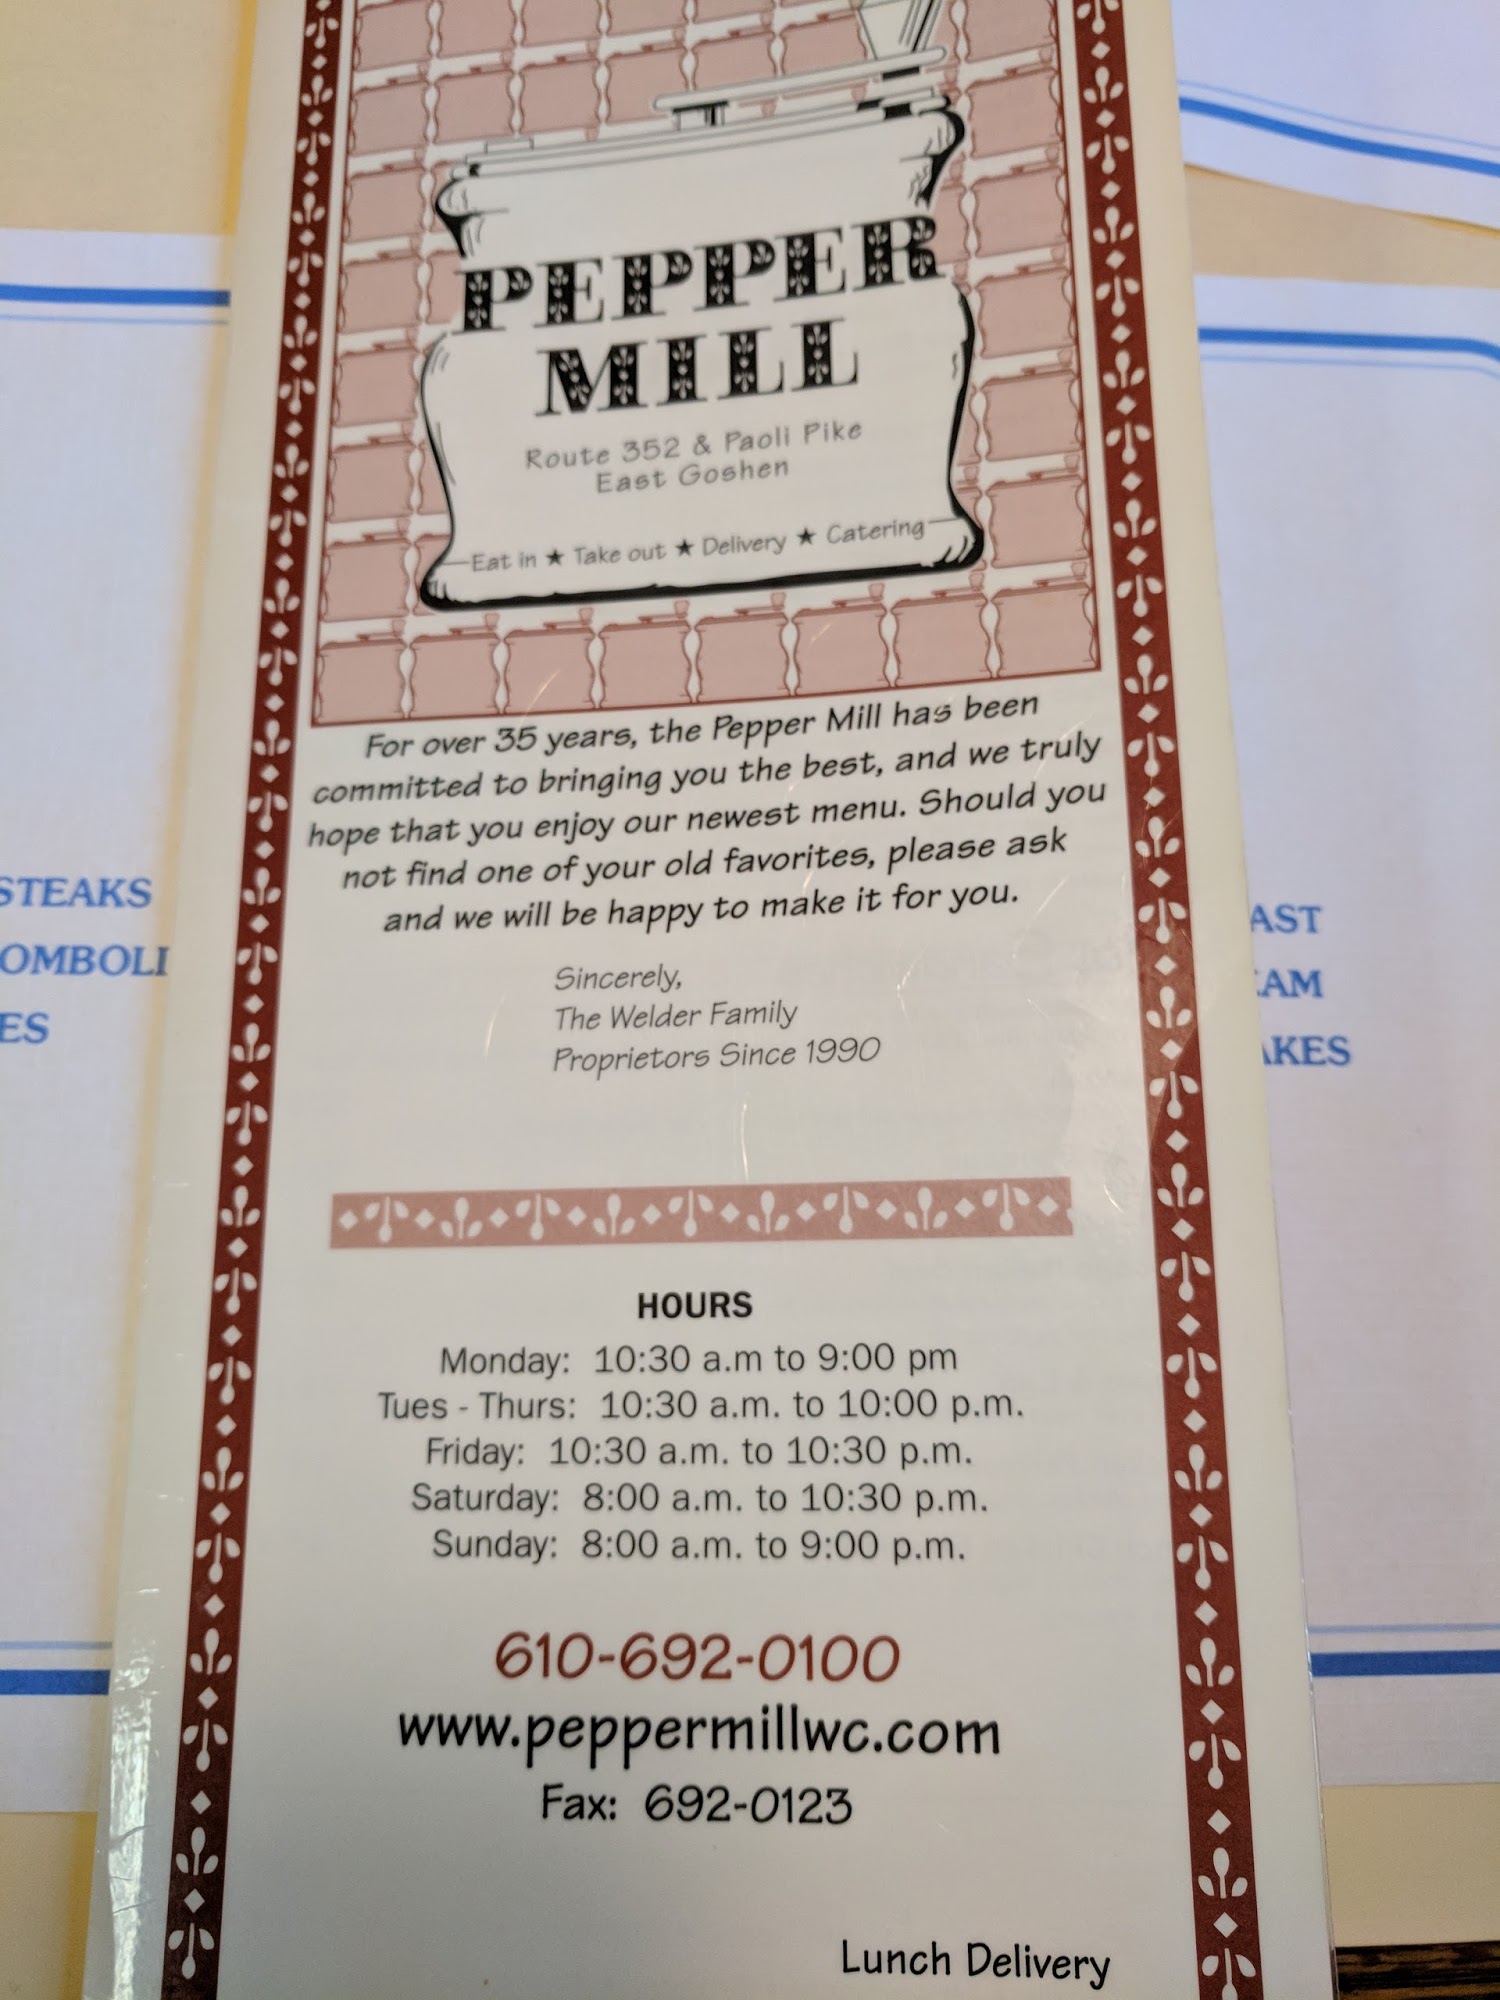 PEPPER
MILL
Route 352 & Paoli Pike
East Goshen
Eat in ★ Take out ★ Delivery ★ Catering
For over 35 years, the Pepper Mill has been
committed to bringing you the best, and we truly
hope that you enjoy our newest menu. Should you
not find one of your old favorites, please ask
and we will be happy to make it for you.
Sincerely,
The Welder Family
Proprietors Since 1990
HOURS
Monday: 10:30 a.m to 9:00 pm
Tues - Thurs: 10:30 a.m. to 10:00 p.m.
Friday: 10:30 a.m. to 10:30 p.m.
Saturday: 8:00 a.m. to 10:30 p.m.
Sunday: 8:00 a.m. to 9:00 p.m.
610-692-0100
www.peppermillwc.com
Fax: 692-0123
Lunch Delivery
STEAKS
OMBOLI
ES
AST
EAM
AKES